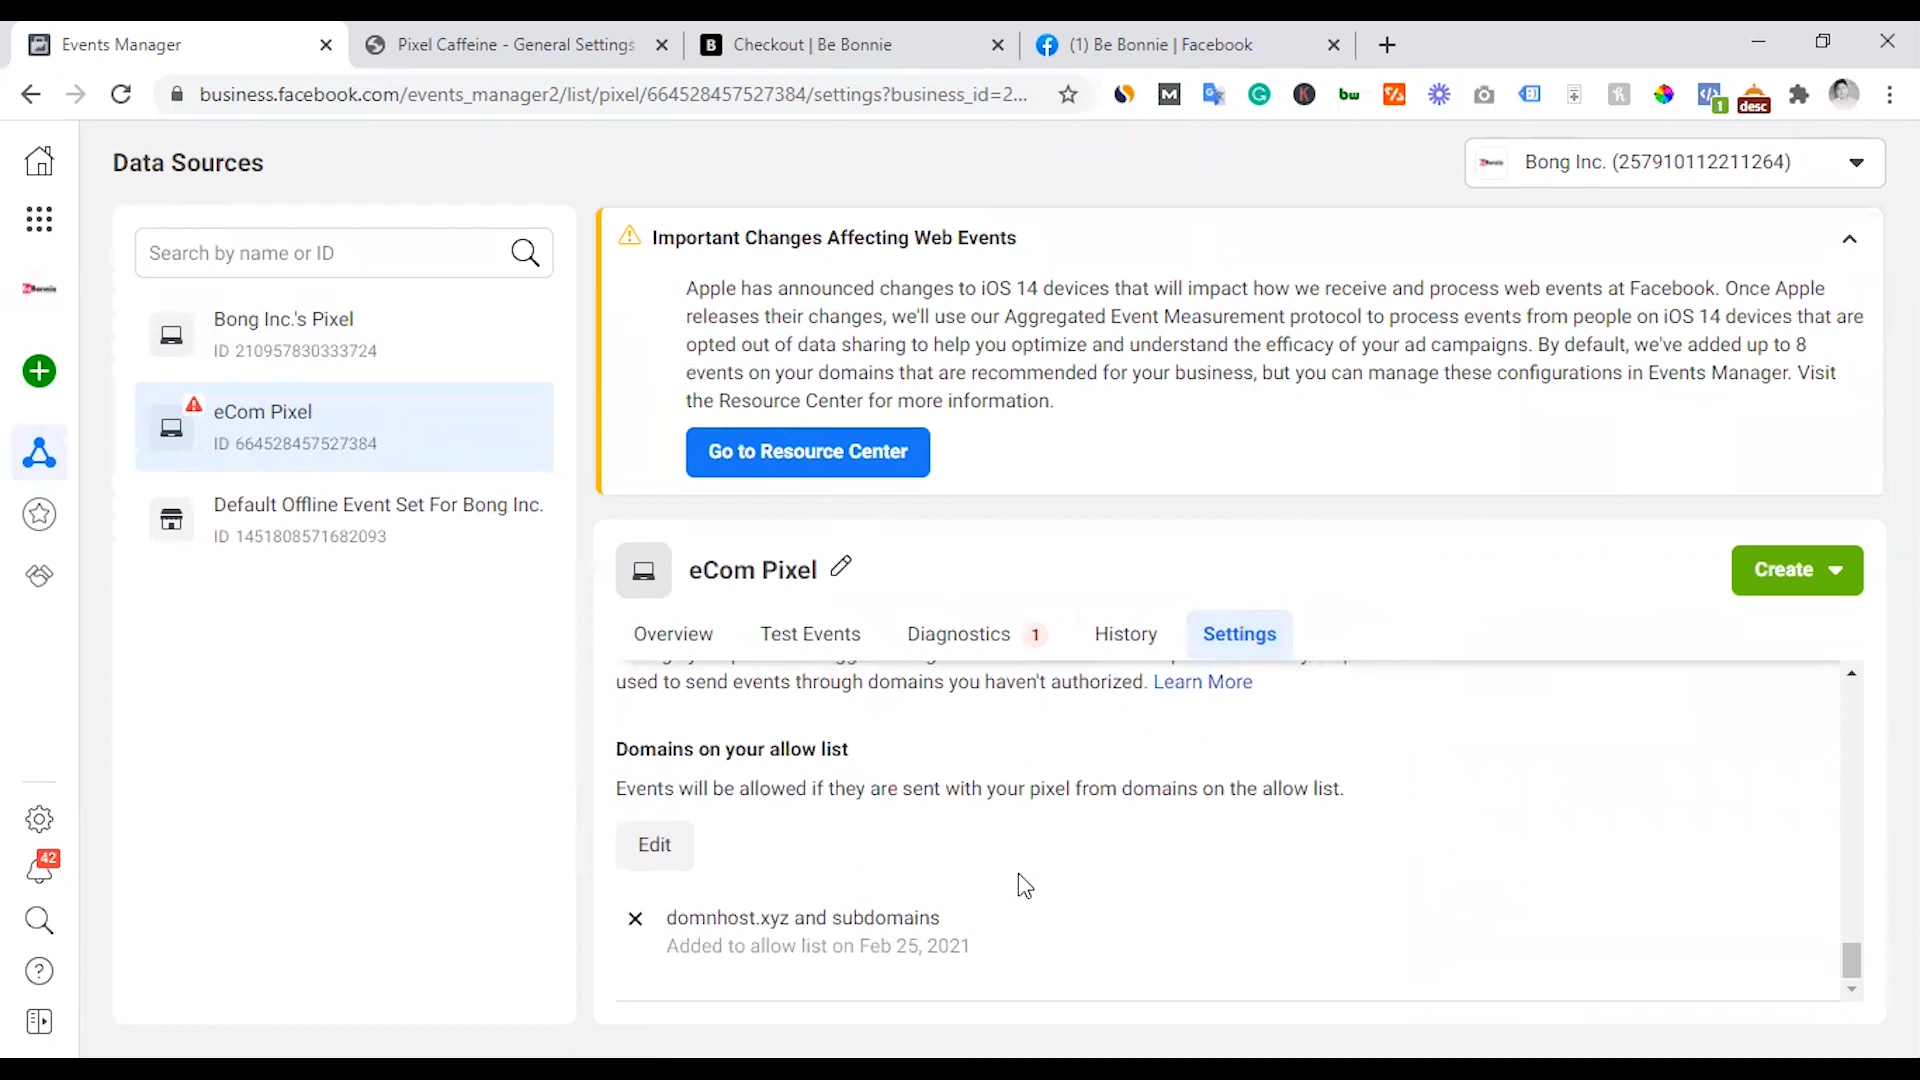 Events Manager
Pixel Caffeine - General Settings
Checkout | Be Bonnie
(1) Be Bonnie | Facebook
business.facebook.com/events_manager2/list/pixel/664528457527384/settings?business_id=2...
bw
1
desc
Data Sources
Bong Inc. (257910112211264)
Search by name or ID
Bong Inc.'s Pixel
ID 210957830333724
eCom Pixel
ID 664528457527384
Default Offline Event Set For Bong Inc.
ID 1451808571682093
42
Important Changes Affecting Web Events
Apple has announced changes to iOS 14 devices that will impact how we receive and process web events at Facebook. Once Apple
releases their changes, we'll use our Aggregated Event Measurement protocol to process events from people on iOS 14 devices that are
opted out of data sharing to help you optimize and understand the efficacy of your ad campaigns. By default, we've added up to 8
events on your domains that are recommended for your business, but you can manage these configurations in Events Manager. Visit
the Resource Center for more information.
Go to Resource Center
eCom Pixel
Create
Overview
Test Events
Diagnostics 1
History
Settings
used to send events through domains you haven't authorized. Learn More
Domains on your allow list
Events will be allowed if they are sent with your pixel from domains on the allow list.
Edit
domnhost.xyz and subdomains
Added to allow list on Feb 25, 2021